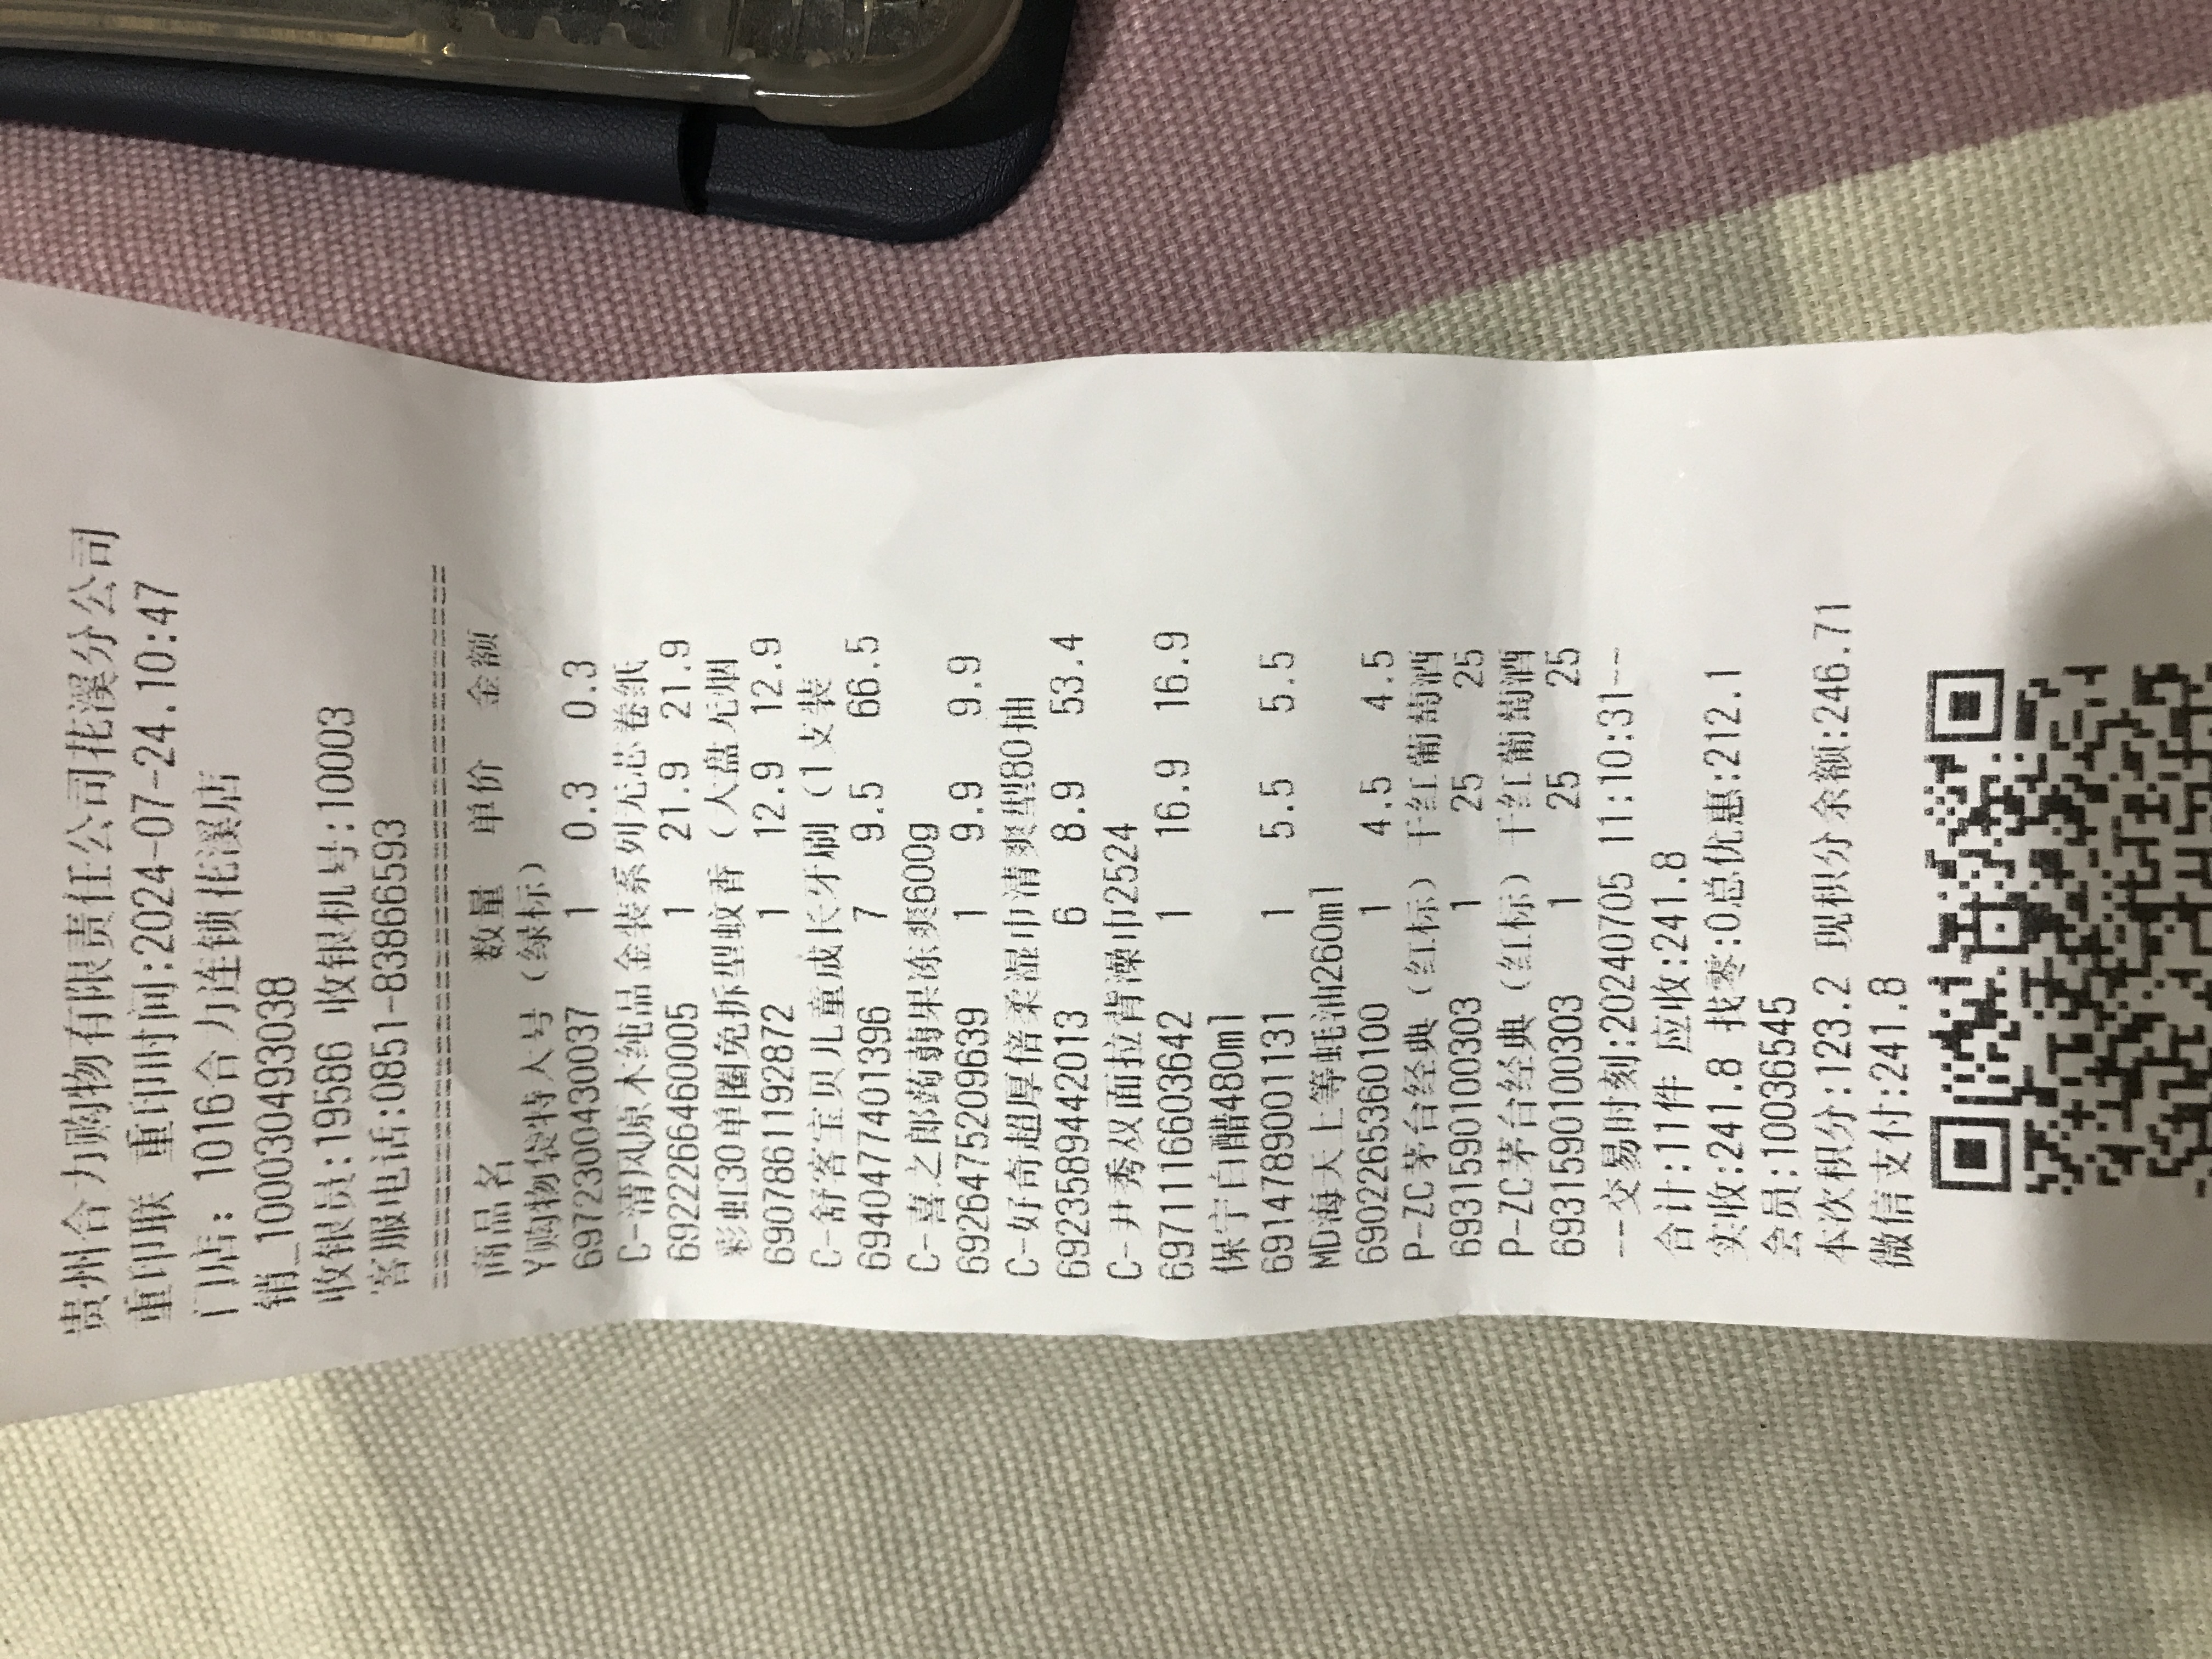 贵州合力购物有限责任公司花溪分公司
重印联 重印时间:2024-07-24.10:47
门店: 1016合力连锁花溪店
销_100030493038
收银员:19586 收银机号:10003
客服电话:0851-83866593
商品名 数量 单价 金额
Y购物袋特大号(绿标)
6972300430037 1 0.3 0.3
C-清风原木纯品金装系列无芯卷纸
6922266460005 1 21.9 21.9
彩虹130单圈免拆型蚊香(大盘无烟
6907861192872 1 12.9 12.9
C-舒客宝贝儿童成长牙刷(1支装
6940477401396 7 9.5 66.5
C-喜之郎蒟蒻果冻爽600g
6926475209639 1 9.9 9.9
C-好奇超厚倍柔湿巾清爽型80抽
6923589442013 6 8.9 53.4
C-井秀双面拉背澡巾2524
6971116603642 1 16.9 16.9
保宁白醋480ml
6914789001131 1 5.5 5.5
MD海天上等蚝油260ml
6902265360100 1 4.5 4.5
P-ZC茅台经典(红标)干红葡萄酒
6931590100303 1 25 25
P-ZC茅台经典(红标)干红葡萄酒
6931590100303 1 25 25
--交易时刻:20240705 11:10:31--
合计:11件 应收:241.8
实收:241.8 找零:0总优惠:212.1
会员:10036545
本次积分:123.2 现积分余额:246.71
微信支付:241.8